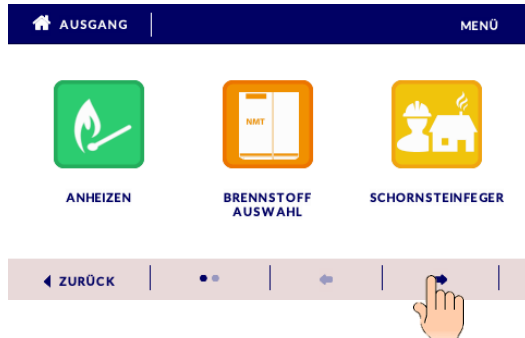 AUSGANG
MENÜ
NMT
ANHEIZEN
BRENNSTOFF
AUSWAHL
SCHORNSTEINFEGER
ZURÜCK